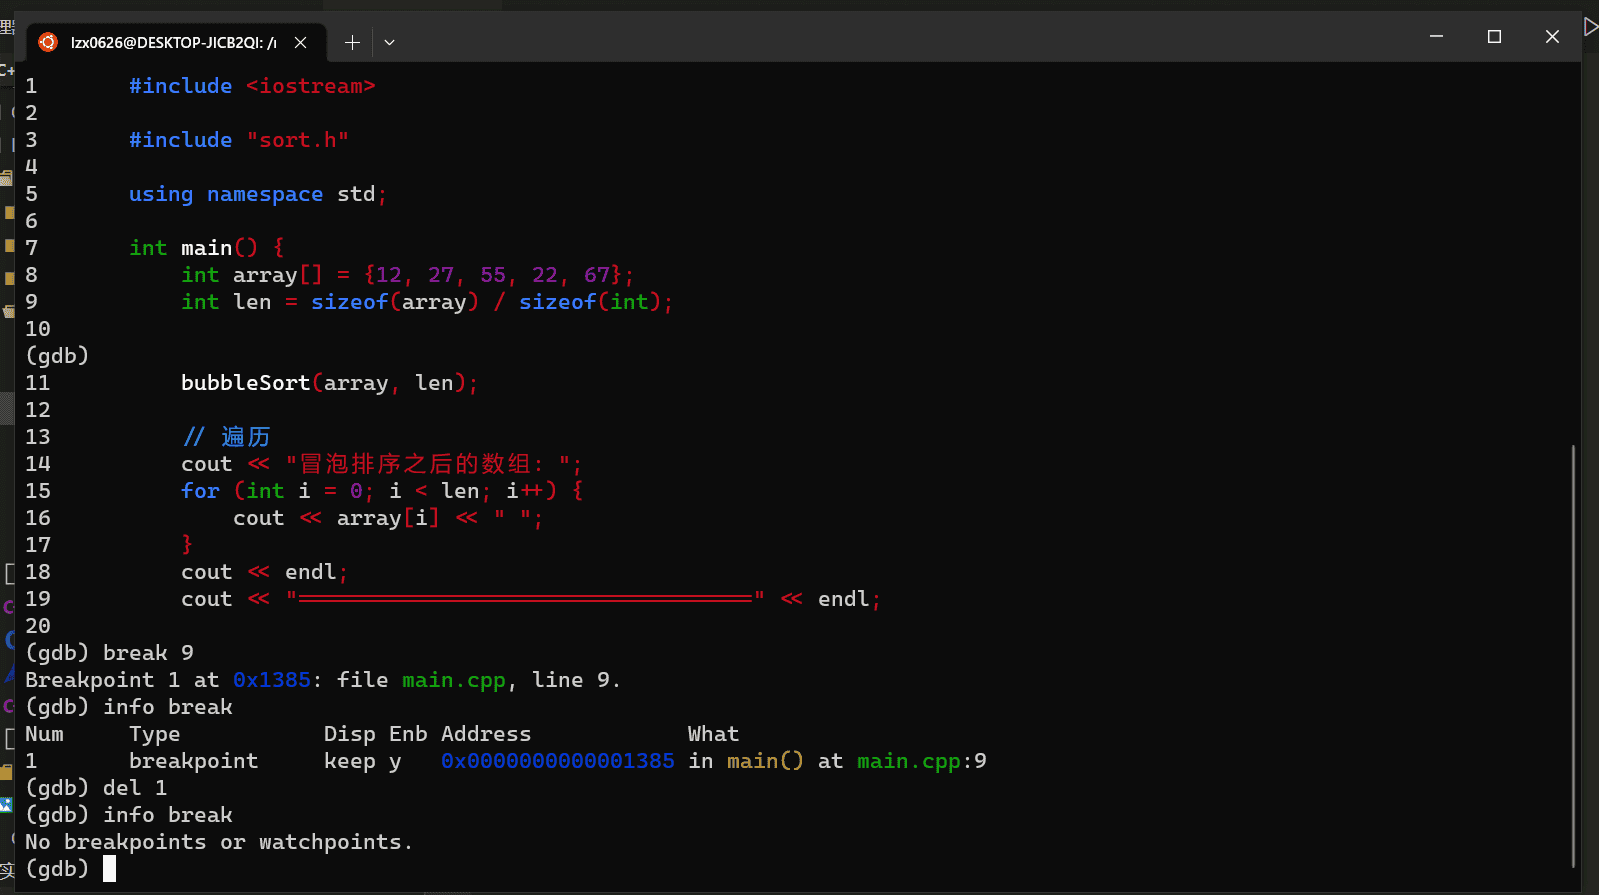 lzx0626@DESKTOP-JICB2QI: /r
1 #include <iostream>
2
3 #include "sort.h"
4
5 using namespace std;
6
7 int main() {
8 int array[] = {12, 27, 55, 22, 67};
9 int len = sizeof(array) / sizeof(int);
10
(gdb)
11 bubbleSort(array, len);
12
13 // 遍历
14 cout << "冒泡排序之后的数组: ";
15 for (int i = 0; i < len; i++) {
16 cout << array[i] << " ";
17 }
18 cout << endl;
19 cout << "===================================" << endl;
20
(gdb) break 9
Breakpoint 1 at 0x1385: file main.cpp, line 9.
(gdb) info break
Num Type Disp Enb Address What
1 breakpoint keep y 0x0000000000001385 in main() at main.cpp:9
(gdb) del 1
(gdb) info break
No breakpoints or watchpoints.
(gdb)